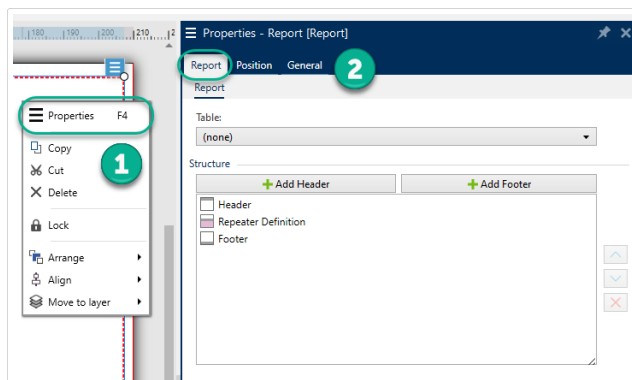 180 190 200 210 2
Properties F4
Copy
Cut
Delete
Lock
Arrange
Align
Move to layer
1
Properties - Report [Report]
Report Position General
2
Report
Table:
(none)
Structure
Add Header Add Footer
Header
Repeater Definition
Footer